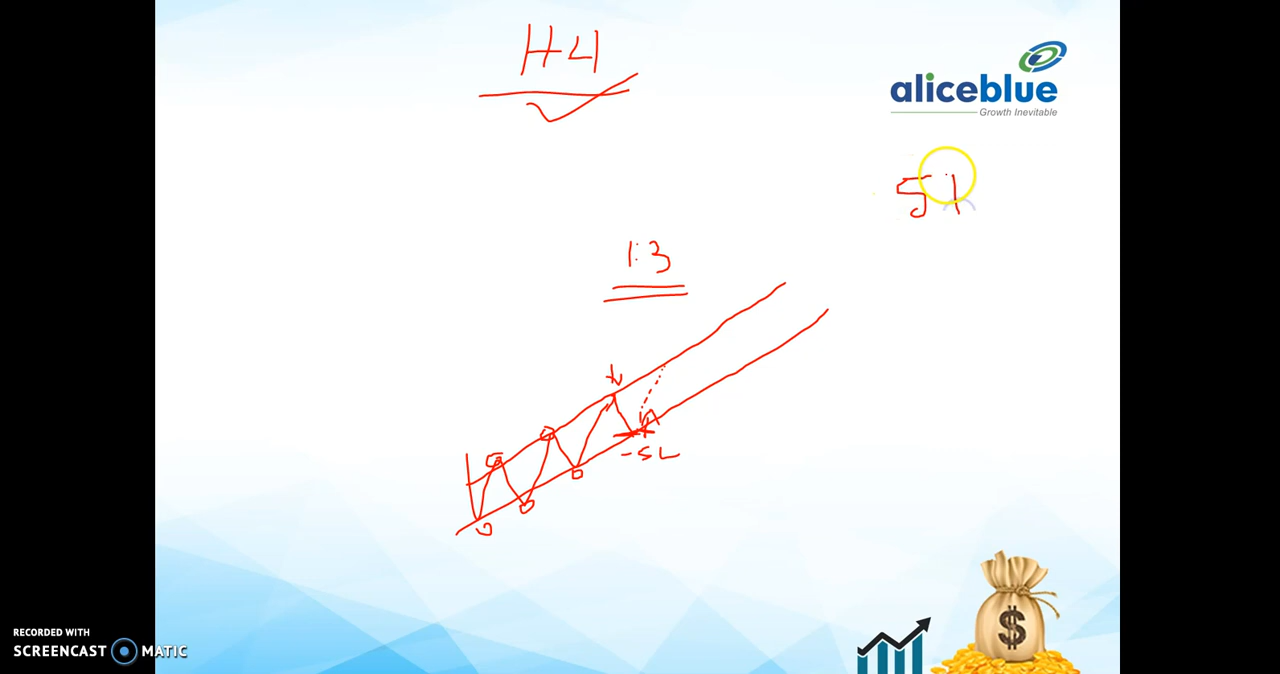 H4
aliceblue
Growth Inevitable
1:3
-SL
RECORDED WITH
SCREENCAST MATIC